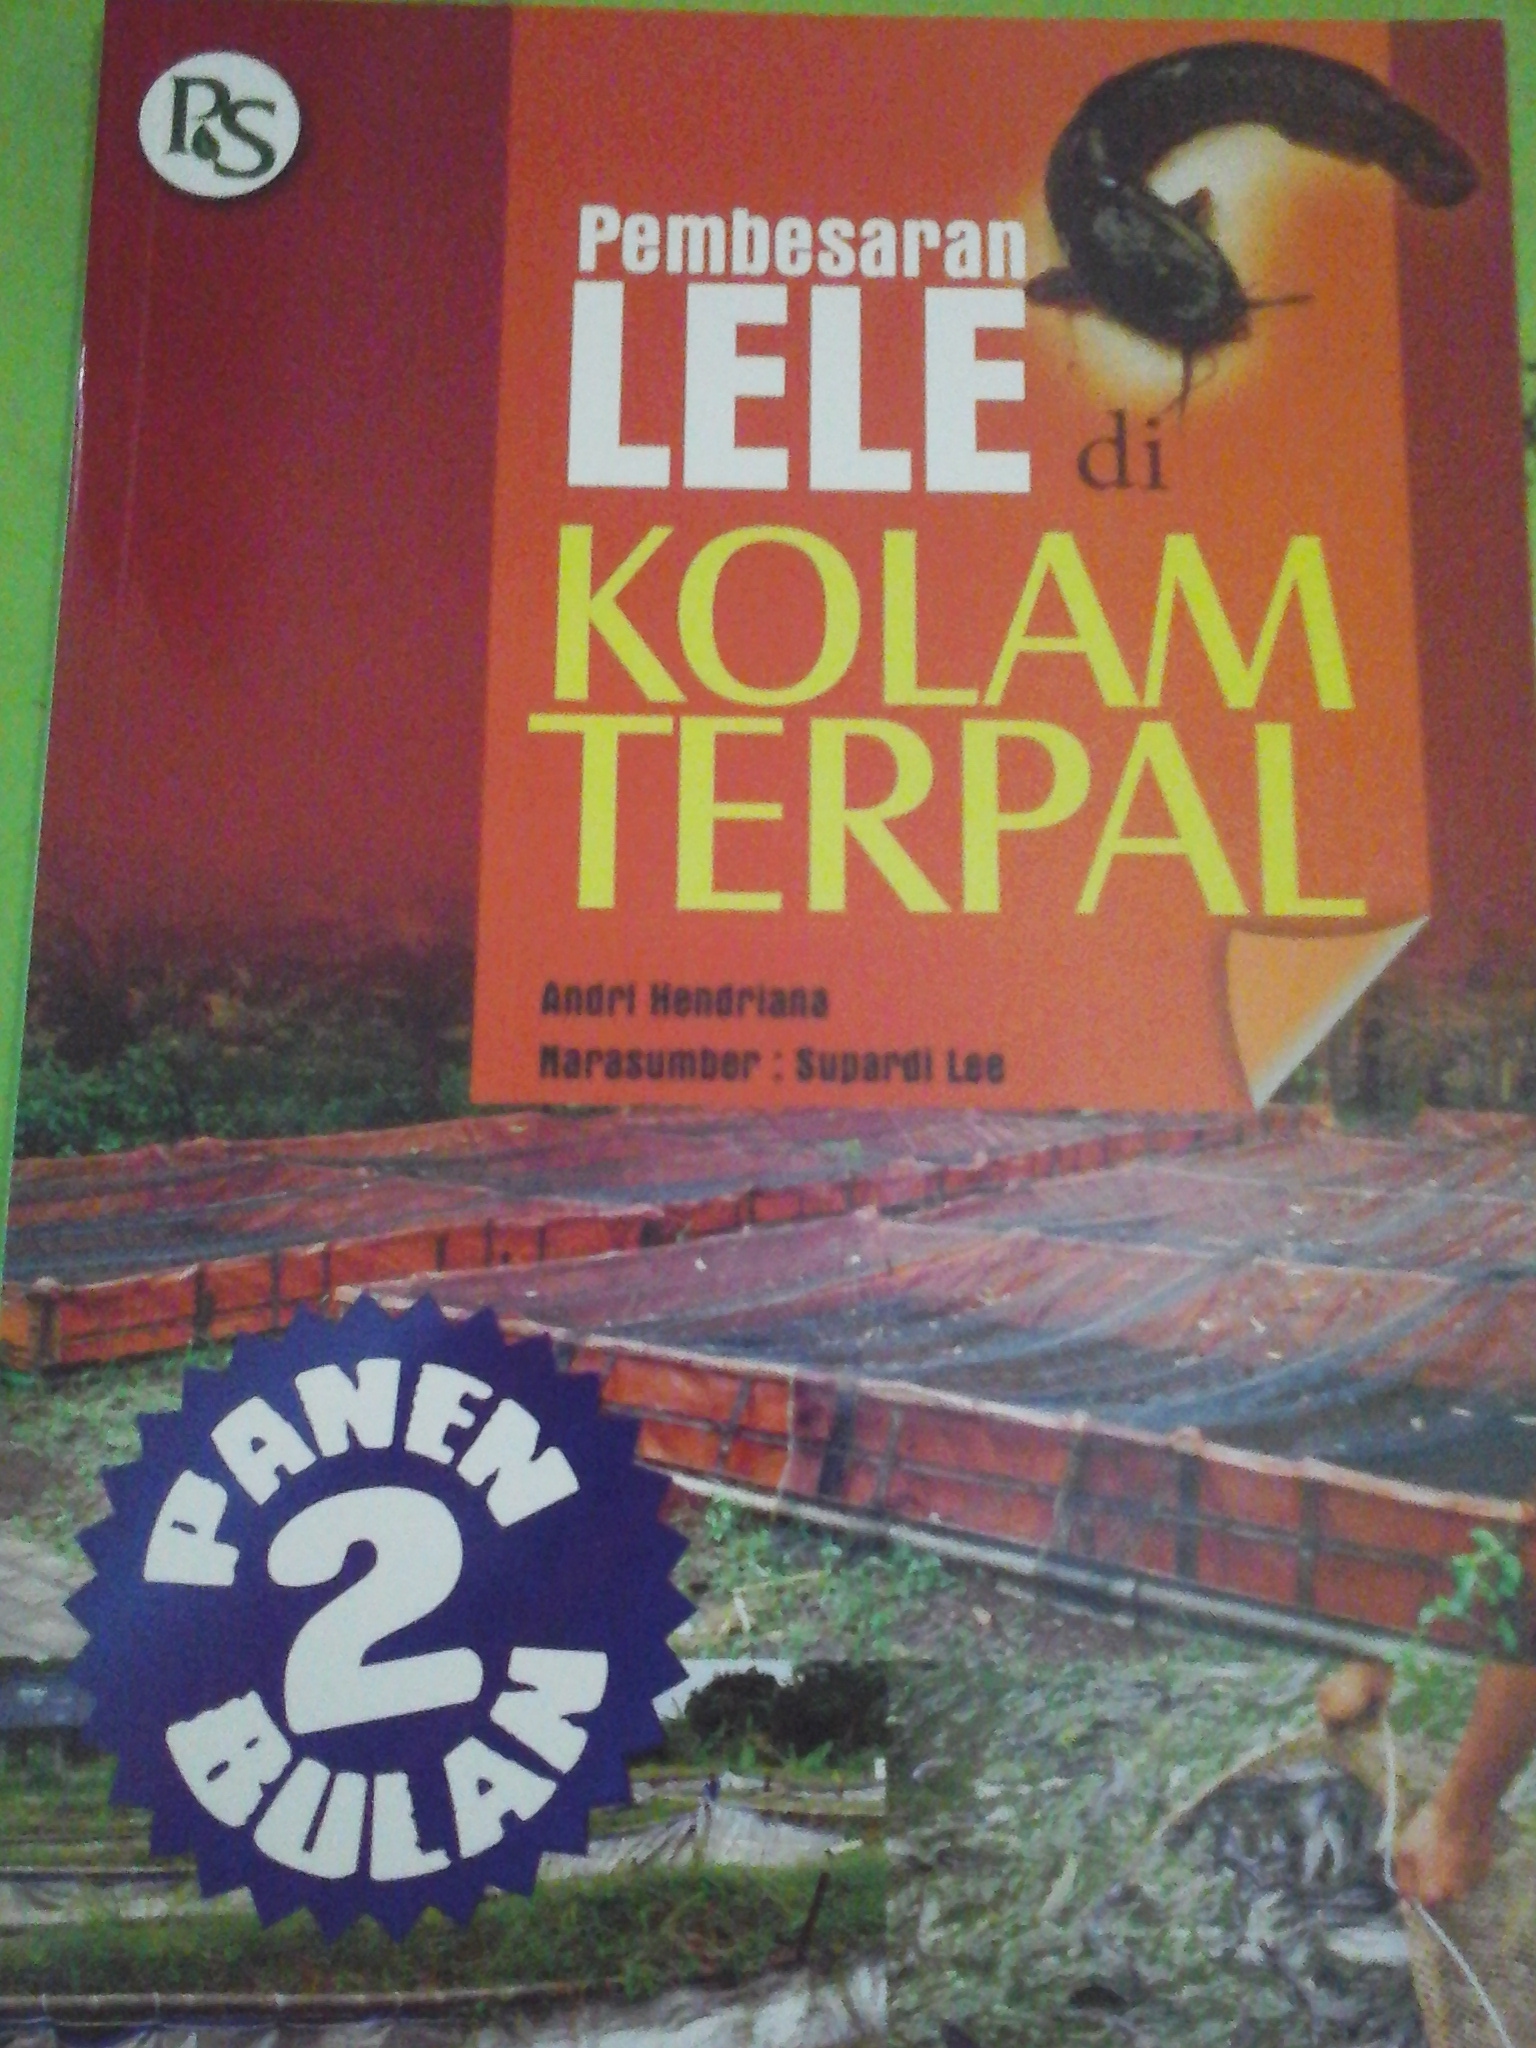 PS
Pembesaran
LELE di
KOLAM
TERPAL
Andri Hendriana
Narasumber : Supardi Lee
PANEN
2
BULAN